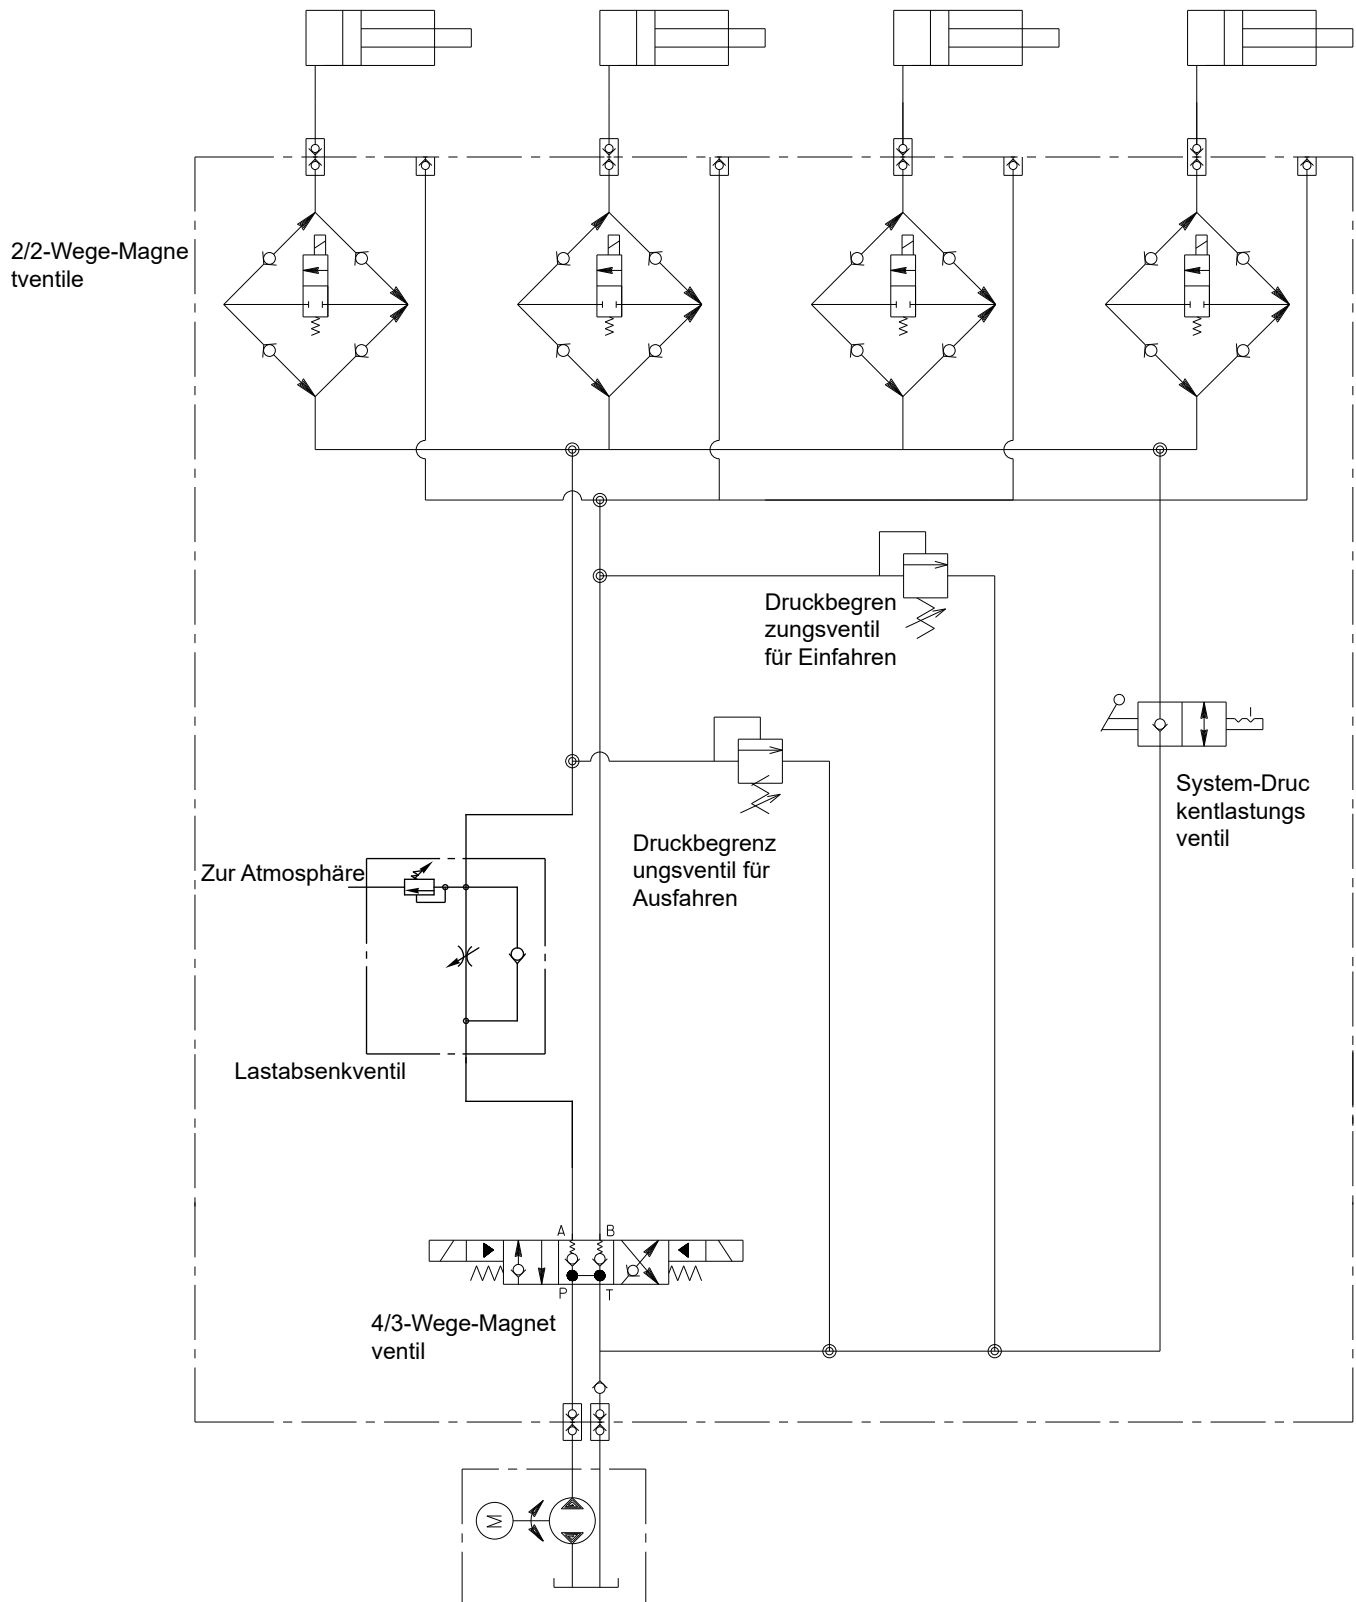 2/2-Wege-Magne
tventile
Druckbegren
zungsventil
für Einfahren
System-Druc
kentlastungs
ventil
Druckbegrenz
ungsventil für
Ausfahren
Zur Atmosphäre
Lastabsenkventil
A B
P T
4/3-Wege-Magnet
ventil
M